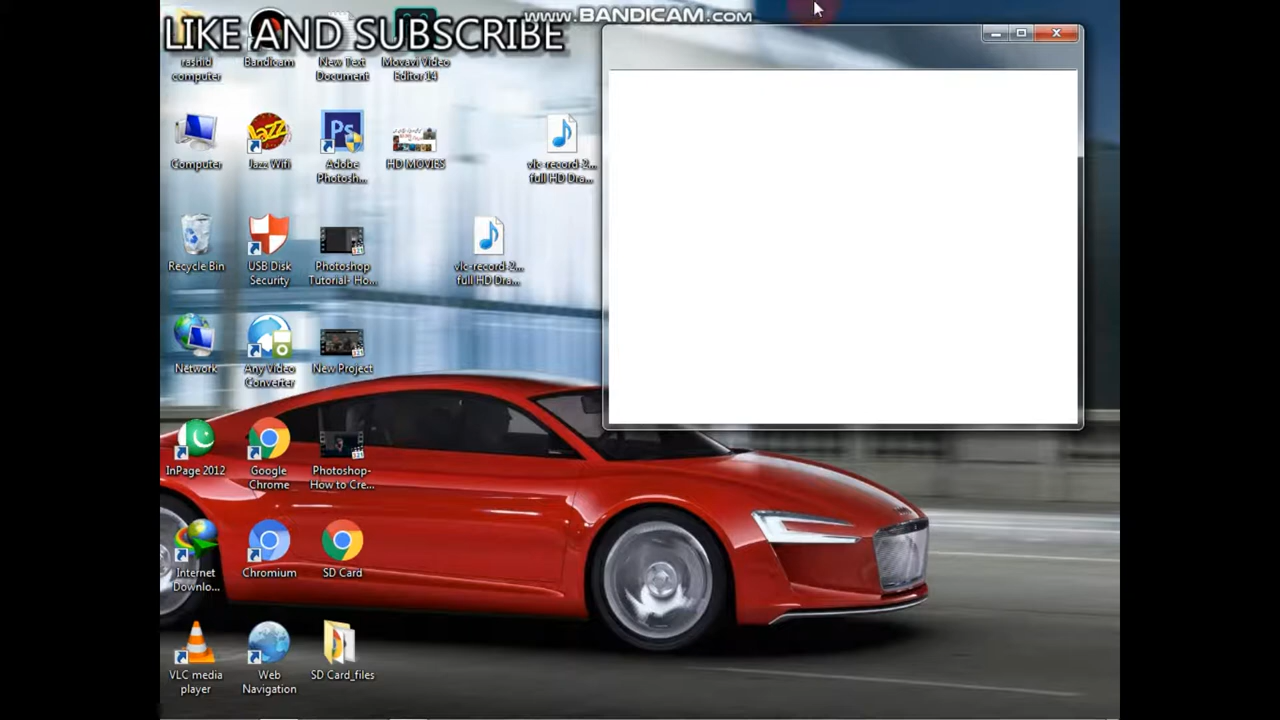 www.BANDICAM.com
LIKE AND SUBSCRIBE
rashid
computer
Bandicam
New Text
Document
Movavi Video
Editor 14
Computer
Jazz Wifi
Adobe
Photosh...
HD MOVIES
vlc-record-2...
full HD Dra...
Recycle Bin
USB Disk
Security
Photoshop
Tutorial- Ho...
vlc-record-2...
full HD Dra...
Network
Any Video
Converter
New Project
InPage 2012
Google
Chrome
Photoshop-
How to Cre...
Internet
Downlo...
Chromium
SD Card
VLC media
player
Web
Navigation
SD Card_files